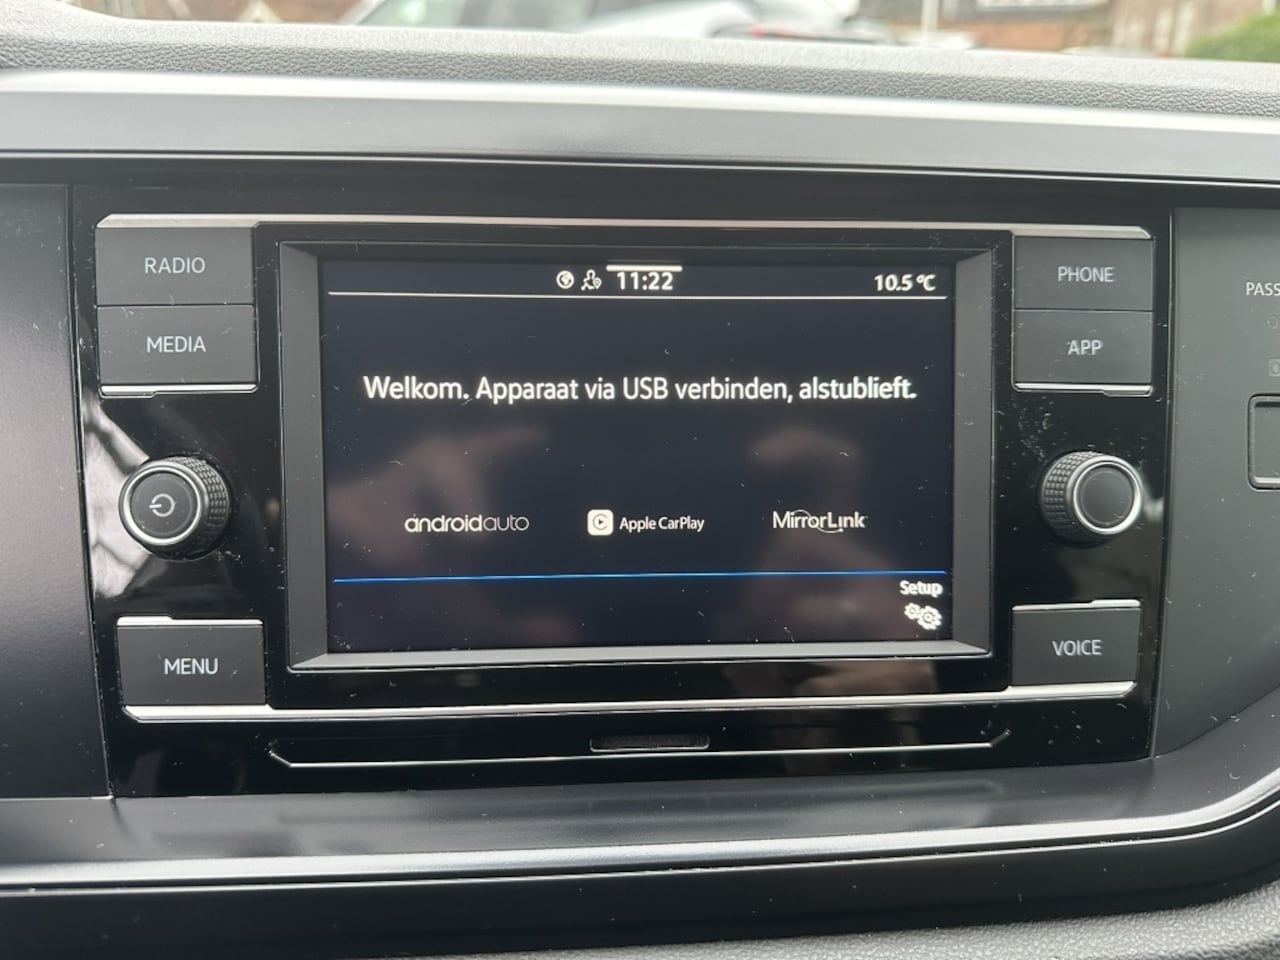 RADIO
MEDIA
MENU
11:22
10.5 °C
Welkom. Apparaat via USB verbinden, alstublieft.
androidauto
Apple CarPlay
MirrorLink
Setup
PHONE
APP
VOICE
PASS